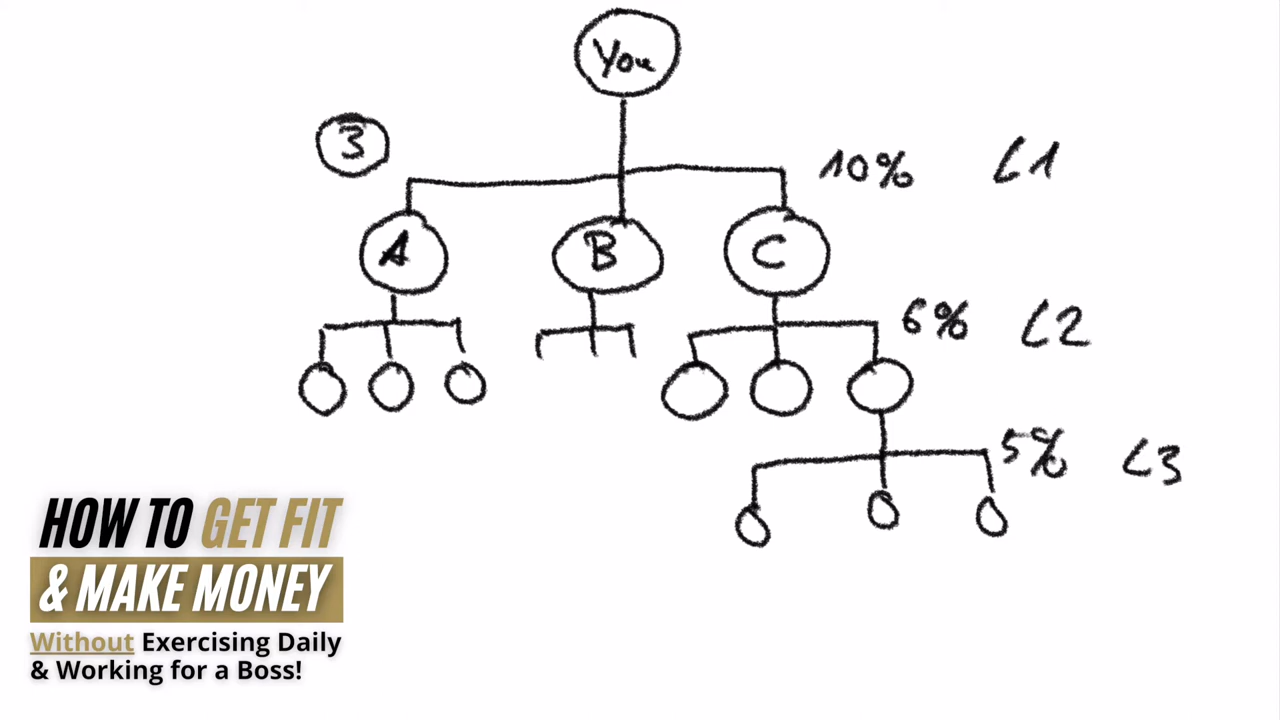 You
3
10% L1
A B C
6% L2
5% L3
HOW TO GET FIT
& MAKE MONEY
Without Exercising Daily
& Working for a Boss!